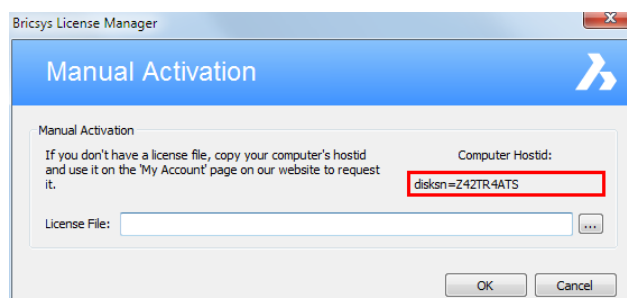 Bricsys License Manager
Manual Activation
Manual Activation
If you don't have a license file, copy your computer's hostid
and use it on the 'My Account' page on our website to request
it.
Computer Hostid:
disksn=Z42TR4ATS
License File:
...
OK
Cancel